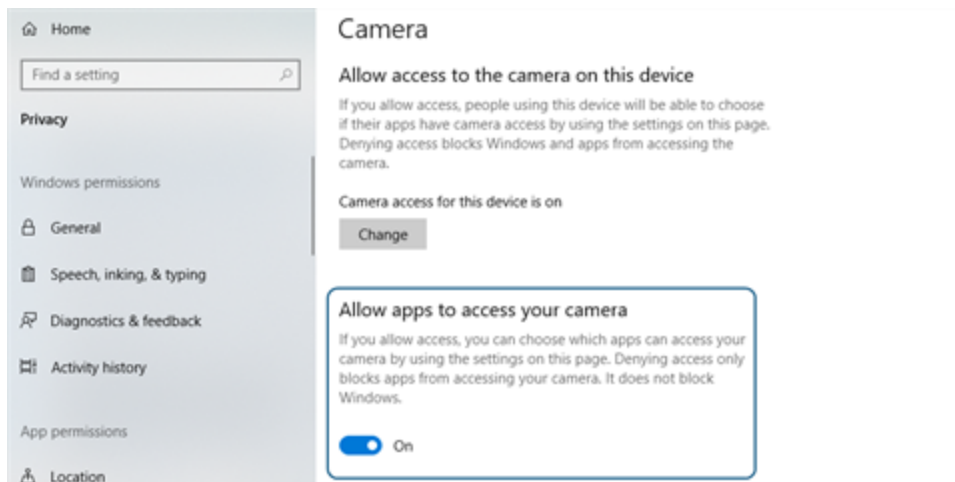 Home
Find a setting
Privacy
Windows permissions
General
Speech, inking, & typing
Diagnostics & feedback
Activity history
App permissions
Location
Camera
Allow access to the camera on this device
If you allow access, people using this device will be able to choose
if their apps have camera access by using the settings on this page.
Denying access blocks Windows and apps from accessing the
camera.
Camera access for this device is on
Change
Allow apps to access your camera
If you allow access, you can choose which apps can access your
camera by using the settings on this page. Denying access only
blocks apps from accessing your camera. It does not block
Windows.
On